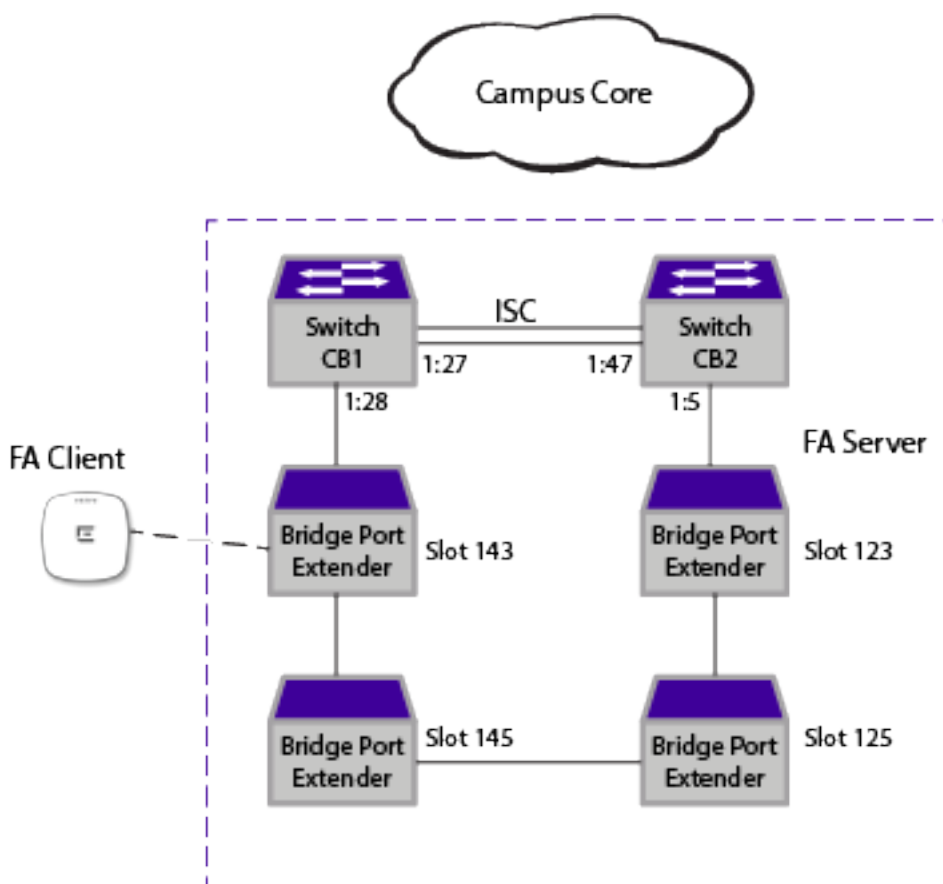 Campus Core
ISC
Switch
CB1
Switch
CB2
1:27
1:47
1:28
1:5
FA Client
FA Server
Bridge Port
Extender
Slot 143
Bridge Port
Extender
Slot 123
Bridge Port
Extender
Slot 145
Bridge Port
Extender
Slot 125